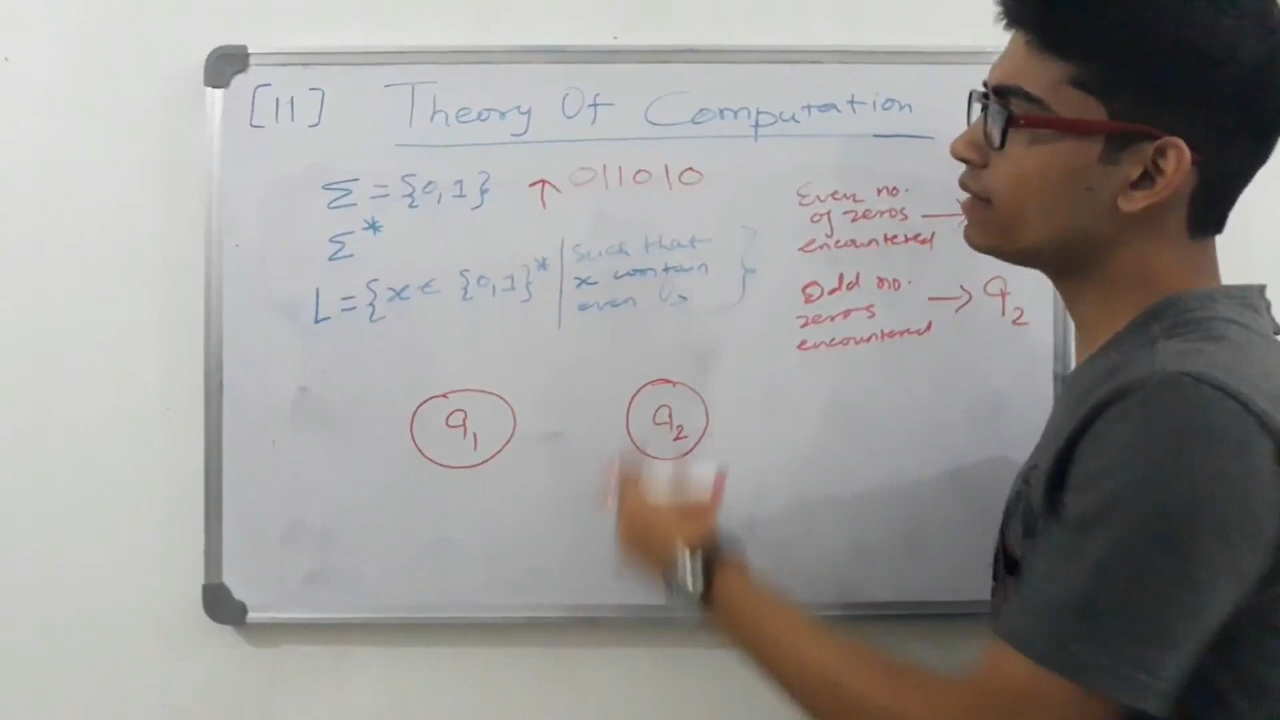 [11] Theory Of Computation
Σ = {0,1} ↑ 011010
Σ*
L = {x ∈ {0,1}* | Such that
x contain
even 0s }
Even no.
of zeros →
encountered
Odd no.
zeros → q₂
encountered
q₁ q₂